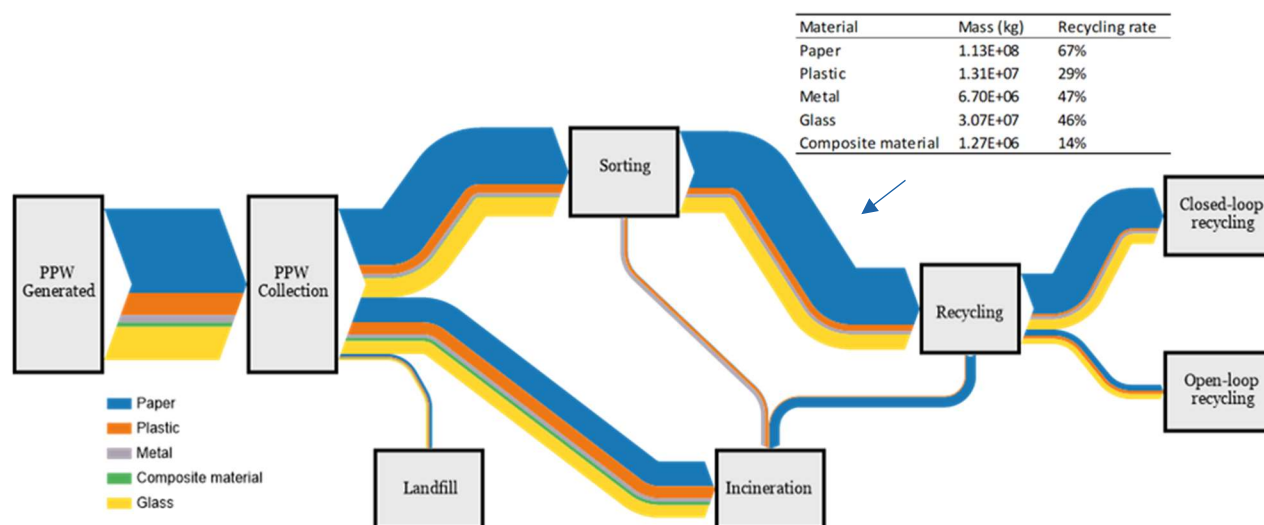 Material Mass (kg) Recycling rate
Paper 1.13E+08 67%
Plastic 1.31E+07 29%
Metal 6.70E+06 47%
Glass 3.07E+07 46%
Composite material 1.27E+06 14%
Sorting
Closed-loop
recycling
PPW
Generated
PPW
Collection
Recycling
Open-loop
recycling
Paper
Plastic
Metal
Composite material
Glass
Landfill
Incineration